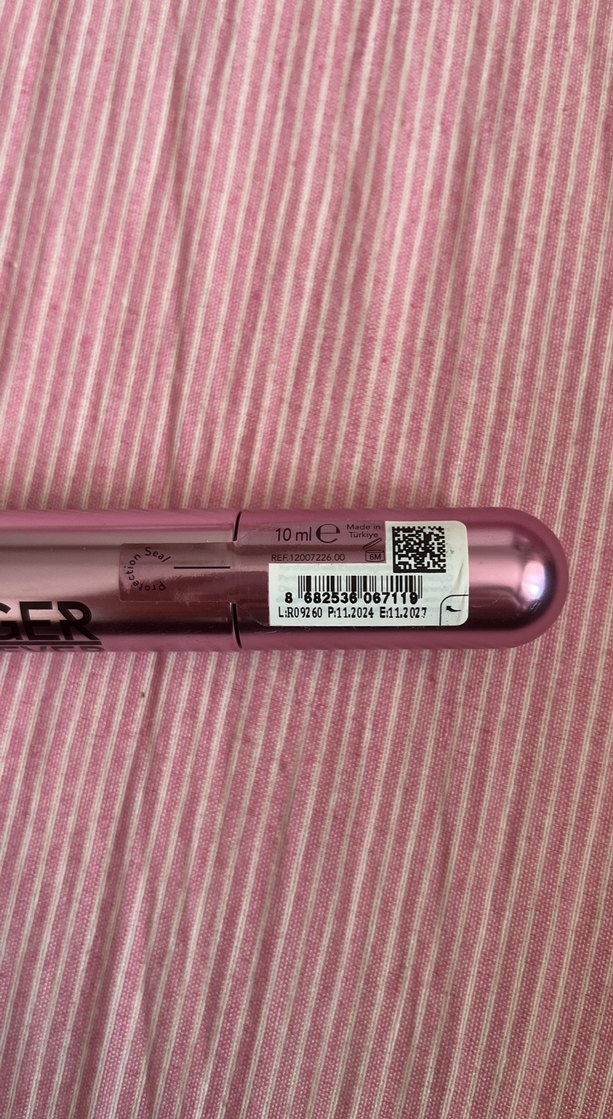 Protection Seal
GER
EVER
10 ml ℮
Made in
Türkiye
REF.12007226.00
6M
8 682536 067119
L:R09260 P:11.2024 E:11.2027